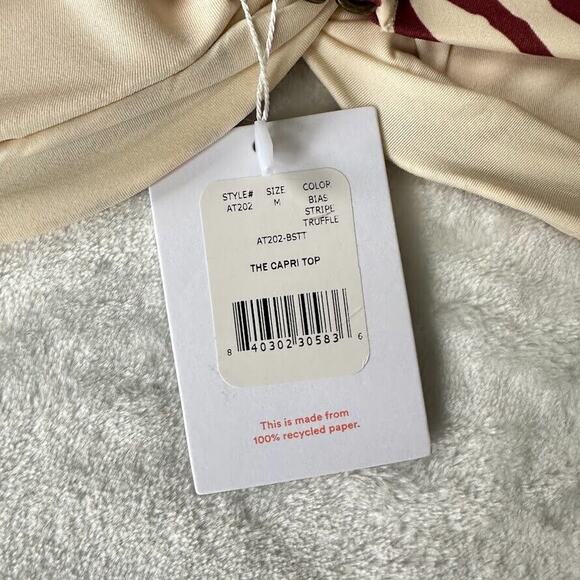 STYLE# SIZE COLOR
AT202 M BIAS
STRIPE
TRUFFLE
AT202-BSTT
THE CAPRI TOP
8 40302 30583 6
This is made from
100% recycled paper.